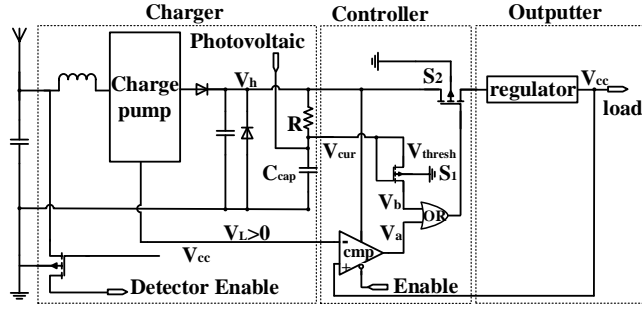 Charger
Controller
Outputter
Photovoltaic
Charge
pump
Vh
S2
regulator
Vcc
load
R
Vcur
Vthresh
Ccap
S1
Vb
OR
VL>0
Va
Vcc
-
cmp
+
Enable
Detector Enable